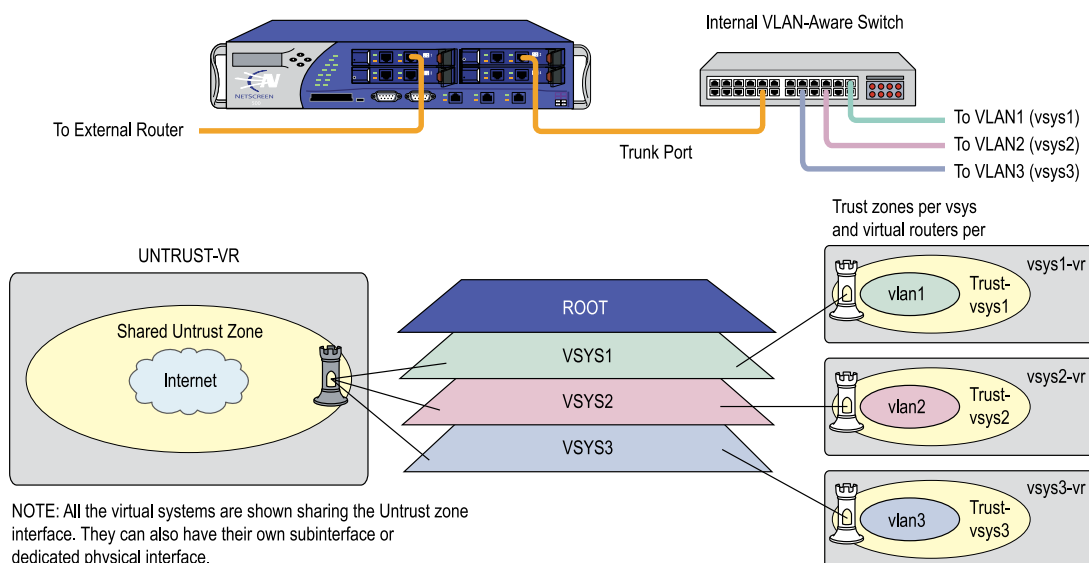 Internal VLAN-Aware Switch
NETSCREEN
To External Router
Trunk Port
To VLAN1 (vsys1)
To VLAN2 (vsys2)
To VLAN3 (vsys3)
Trust zones per vsys
and virtual routers per
UNTRUST-VR
Shared Untrust Zone
Internet
ROOT
VSYS1
VSYS2
VSYS3
vsys1-vr
vlan1
Trust-
vsys1
vsys2-vr
vlan2
Trust-
vsys2
vsys3-vr
vlan3
Trust-
vsys3
NOTE: All the virtual systems are shown sharing the Untrust zone
interface. They can also have their own subinterface or
dedicated physical interface.